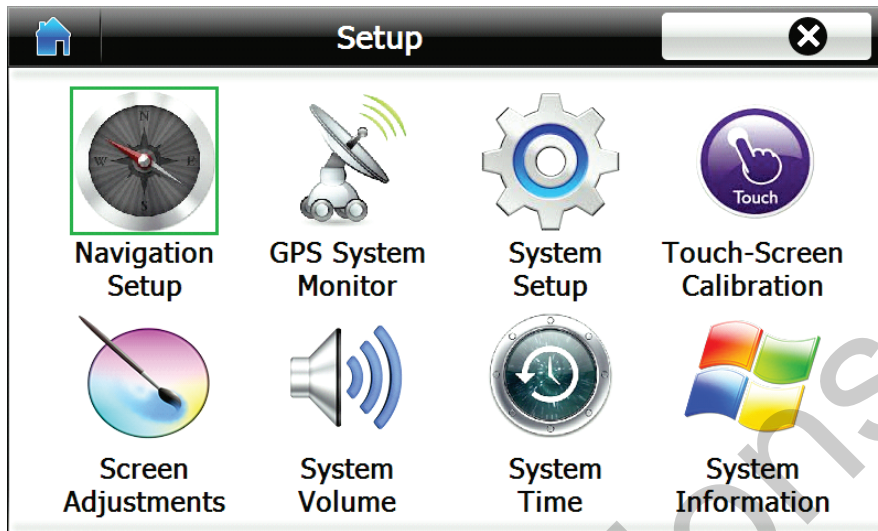 Setup
N
W
E
S
Touch
Navigation
Setup
GPS System
Monitor
System
Setup
Touch-Screen
Calibration
Screen
Adjustments
System
Volume
System
Time
System
Information
ons